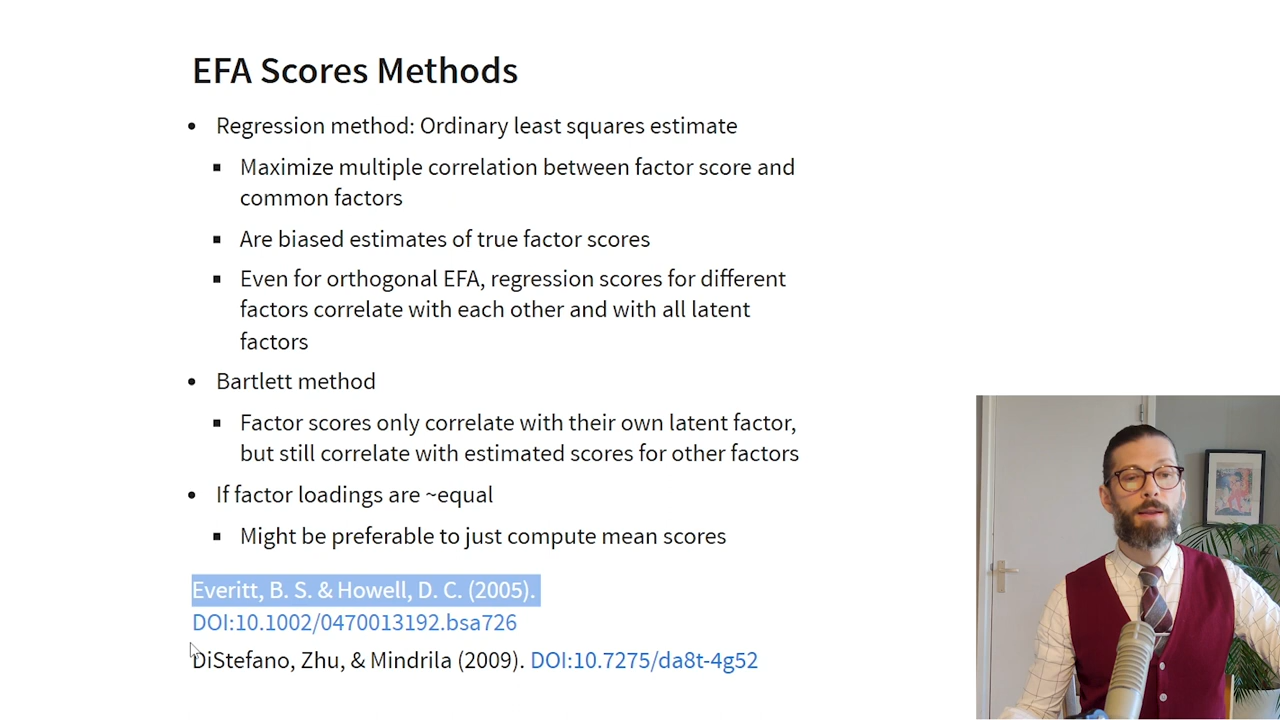 EFA Scores Methods
• Regression method: Ordinary least squares estimate
▪ Maximize multiple correlation between factor score and
common factors
▪ Are biased estimates of true factor scores
▪ Even for orthogonal EFA, regression scores for different
factors correlate with each other and with all latent
factors
• Bartlett method
▪ Factor scores only correlate with their own latent factor,
but still correlate with estimated scores for other factors
• If factor loadings are ~equal
▪ Might be preferable to just compute mean scores
Everitt, B. S. & Howell, D. C. (2005).
DOI:10.1002/0470013192.bsa726
DiStefano, Zhu, & Mindrila (2009). DOI:10.7275/da8t-4g52